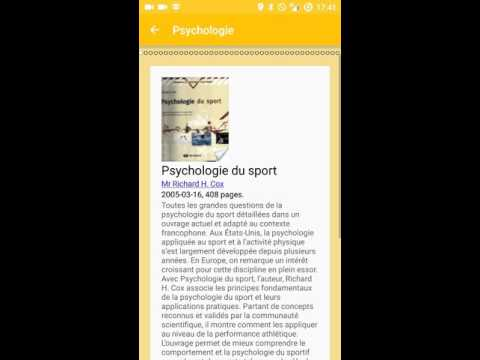 17:41
Psychologie
Psychologie du sport
Psychologie du sport
Mr Richard H. Cox
2005-03-16, 408 pages.
Toutes les grandes questions de la
psychologie du sport détaillées dans un
ouvrage actuel et adapté au contexte
francophone. Aux États-Unis, la psychologie
appliquée au sport et à l'activité physique
s'est largement développée depuis plusieurs
années. En Europe, on remarque un intérêt
croissant pour cette discipline en plein essor.
Avec Psychologie du sport, l'auteur, Richard
H. Cox associe les principes fondamentaux
de la psychologie du sport et leurs
applications pratiques. Partant de concepts
reconnus et validés par la communauté
scientifique, il montre comment les appliquer
au niveau de la performance athlétique.
L'ouvrage permet de mieux comprendre le
comportement et la psychologie du sportif